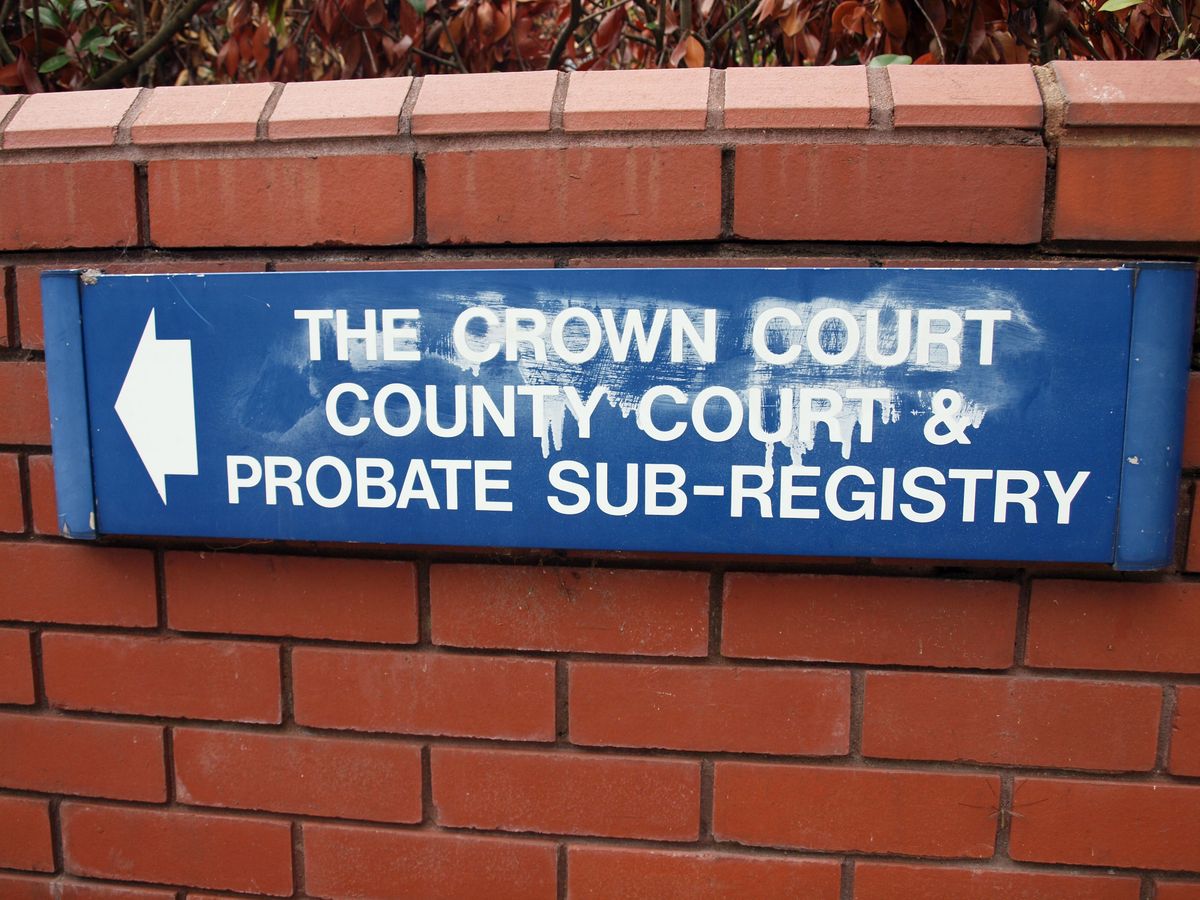 THE CROWN COURT
COUNTY COURT &
PROBATE SUB-REGISTRY